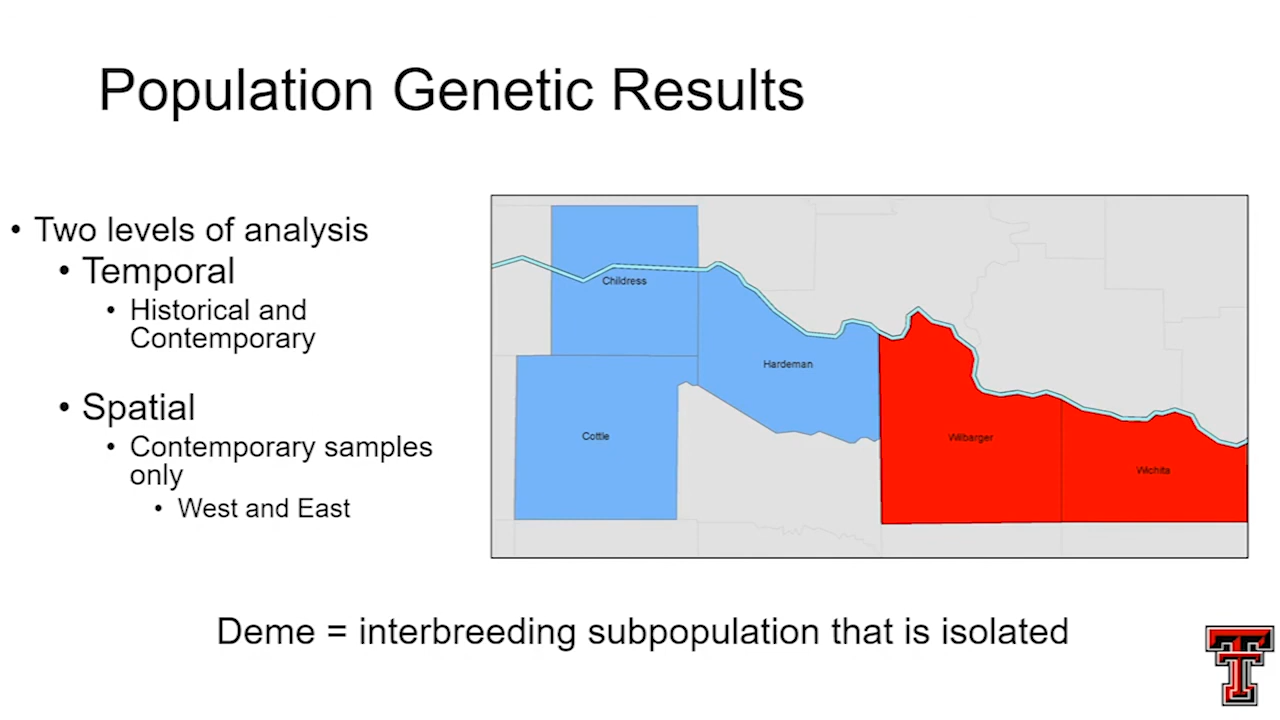 Population Genetic Results
• Two levels of analysis
• Temporal
• Historical and
Contemporary
• Spatial
• Contemporary samples
only
• West and East
Childress
Hardeman
Cottle
Wilbarger
Wichita
Deme = interbreeding subpopulation that is isolated